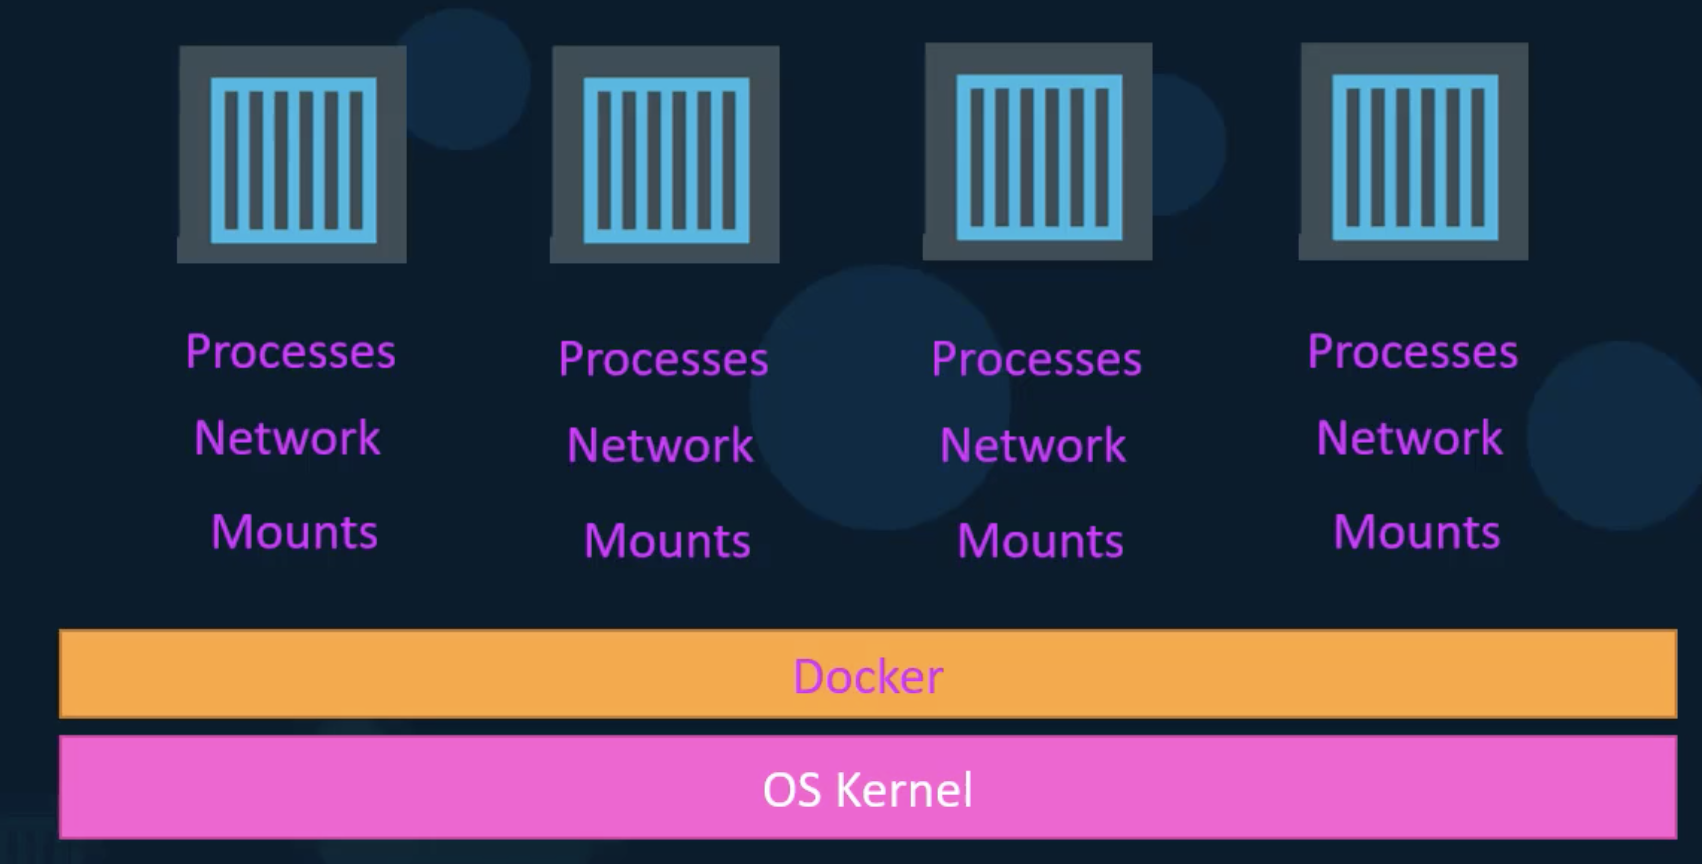 Processes
Network
Mounts
Processes
Network
Mounts
Processes
Network
Mounts
Processes
Network
Mounts
Docker
OS Kernel